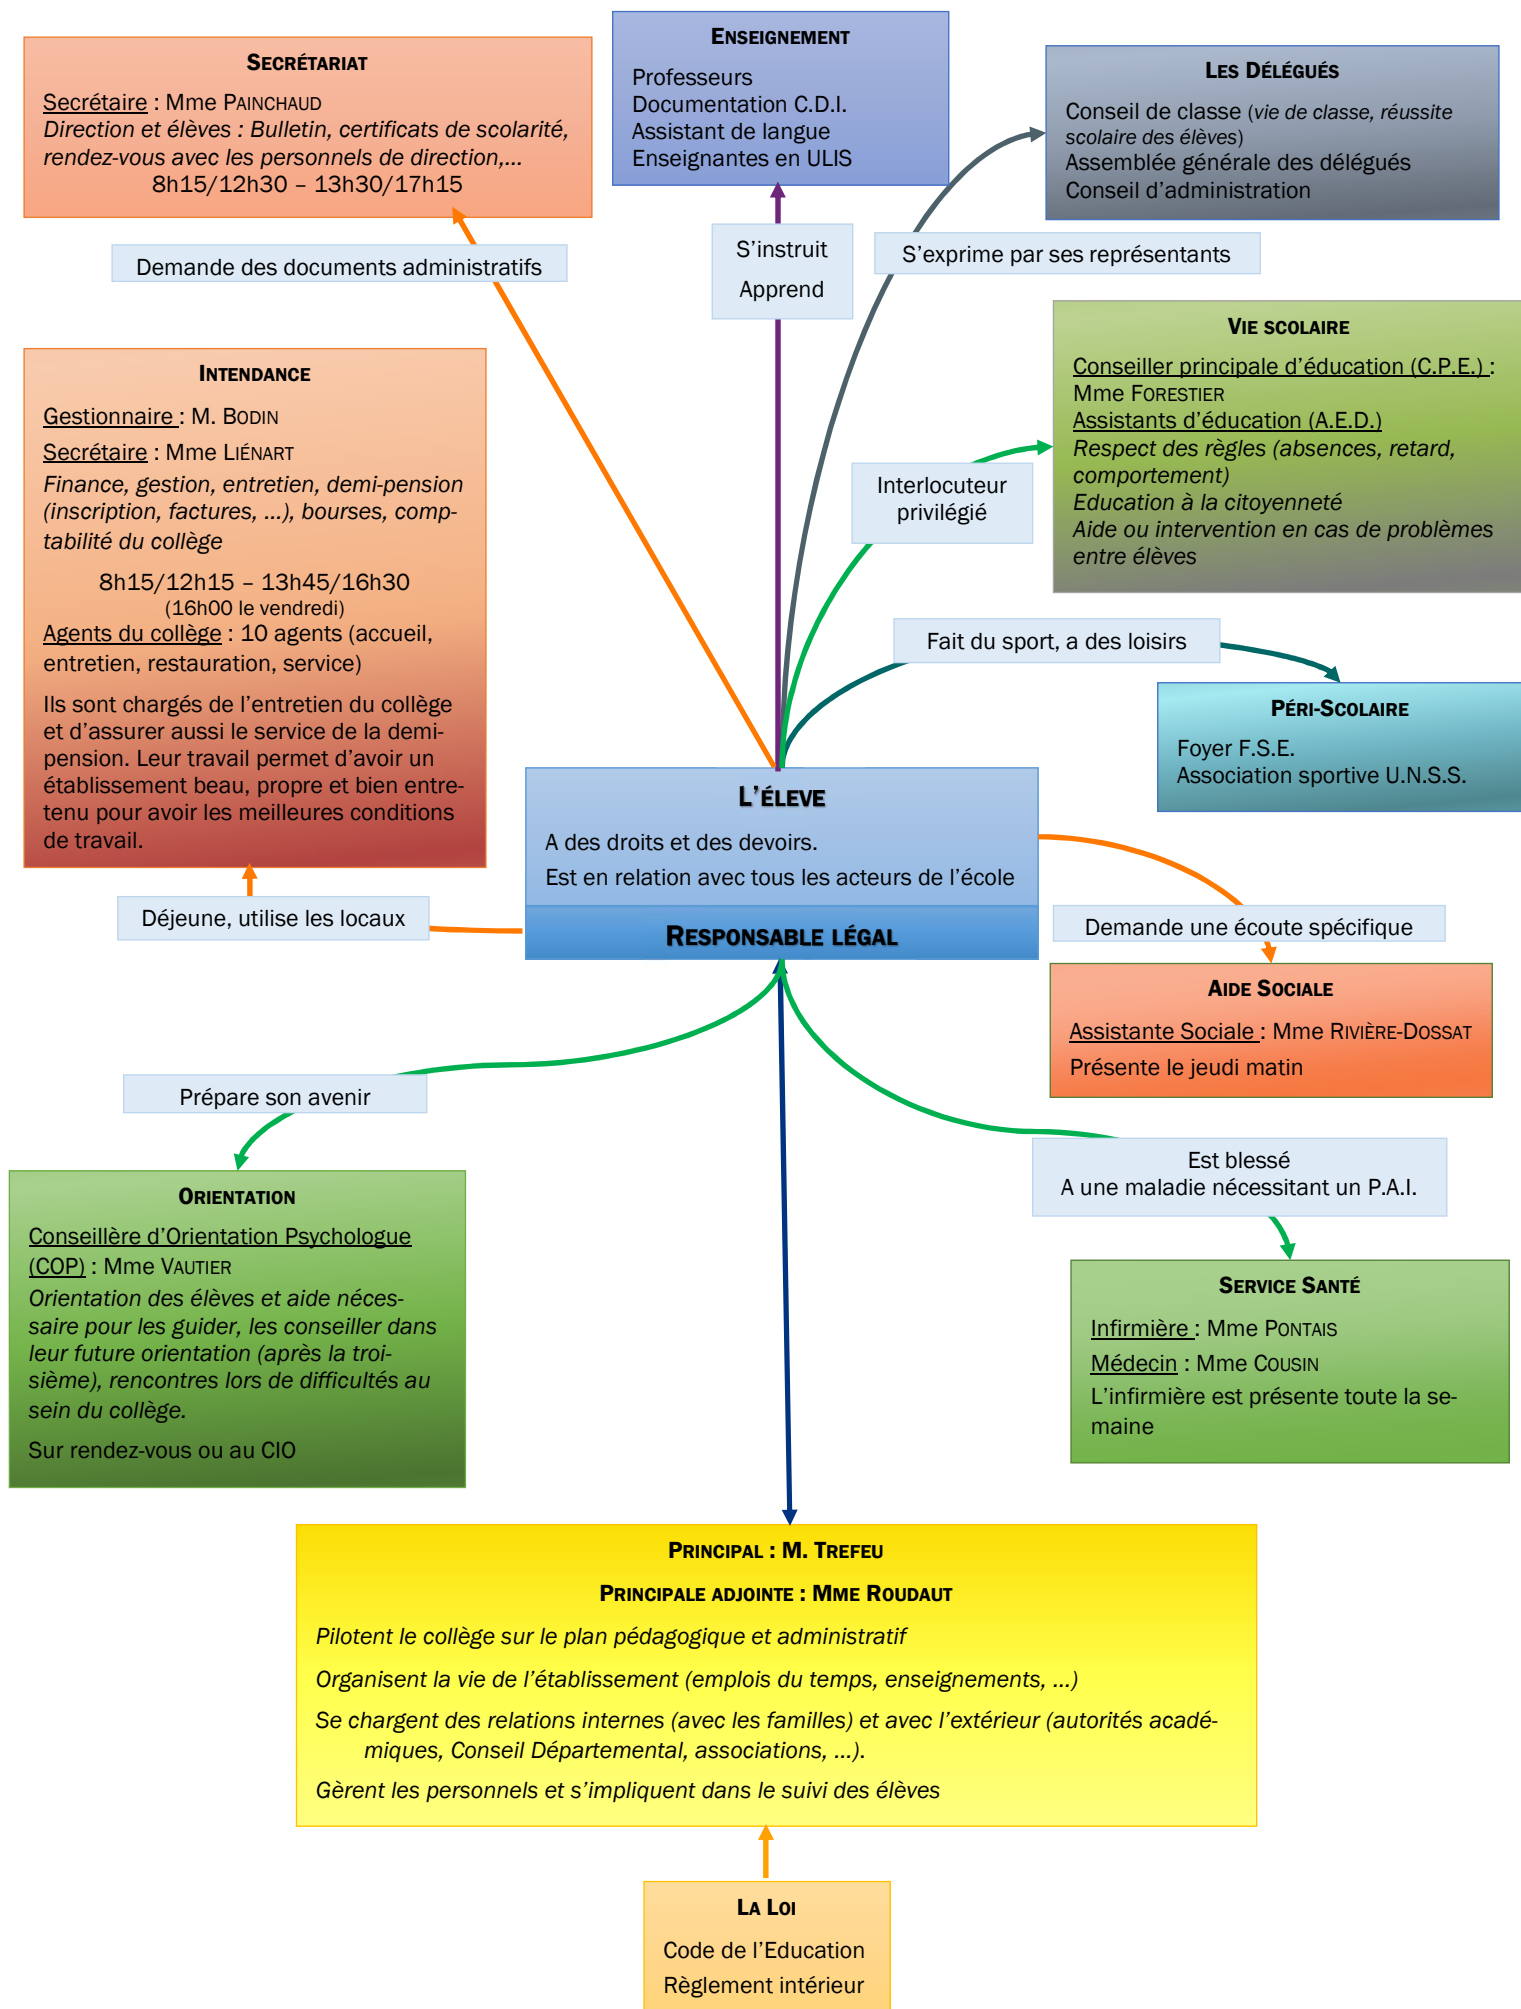 SECRÉTARIAT
Secrétaire : Mme PAINCHAUD
Direction et élèves : Bulletin, certificats de scolarité,
rendez-vous avec les personnels de direction,...
8h15/12h30 – 13h30/17h15
ENSEIGNEMENT
Professeurs
Documentation C.D.I.
Assistant de langue
Enseignantes en ULIS
LES DÉLÉGUÉS
Conseil de classe (vie de classe, réussite
scolaire des élèves)
Assemblée générale des délégués
Conseil d'administration
Demande des documents administratifs
S'instruit
Apprend
S'exprime par ses représentants
INTENDANCE
Gestionnaire : M. BODIN
Secrétaire : Mme LIÉNART
Finance, gestion, entretien, demi-pension
(inscription, factures, ...), bourses, comp-
tabilité du collège
8h15/12h15 – 13h45/16h30
(16h00 le vendredi)
Agents du collège : 10 agents (accueil,
entretien, restauration, service)
Ils sont chargés de l'entretien du collège
et d'assurer aussi le service de la demi-
pension. Leur travail permet d'avoir un
établissement beau, propre et bien entre-
tenu pour avoir les meilleures conditions
de travail.
VIE SCOLAIRE
Conseiller principale d'éducation (C.P.E.) :
Mme FORESTIER
Assistants d'éducation (A.E.D.)
Respect des règles (absences, retard,
comportement)
Education à la citoyenneté
Aide ou intervention en cas de problèmes
entre élèves
Interlocuteur
privilégié
Fait du sport, a des loisirs
PÉRI-SCOLAIRE
Foyer F.S.E.
Association sportive U.N.S.S.
L'ÉLEVE
A des droits et des devoirs.
Est en relation avec tous les acteurs de l'école
RESPONSABLE LÉGAL
Déjeune, utilise les locaux
Demande une écoute spécifique
AIDE SOCIALE
Assistante Sociale : Mme RIVIÈRE-DOSSAT
Présente le jeudi matin
Prépare son avenir
Est blessé
A une maladie nécessitant un P.A.I.
ORIENTATION
Conseillère d'Orientation Psychologue
(COP) : Mme VAUTIER
Orientation des élèves et aide néces-
saire pour les guider, les conseiller dans
leur future orientation (après la troi-
sième), rencontres lors de difficultés au
sein du collège.
Sur rendez-vous ou au CIO
SERVICE SANTÉ
Infirmière : Mme PONTAIS
Médecin : Mme COUSIN
L'infirmière est présente toute la se-
maine
PRINCIPAL : M. TREFEU
PRINCIPALE ADJOINTE : MME ROUDAUT
Pilotent le collège sur le plan pédagogique et administratif
Organisent la vie de l'établissement (emplois du temps, enseignements, ...)
Se chargent des relations internes (avec les familles) et avec l'extérieur (autorités acadé-
miques, Conseil Départemental, associations, ...).
Gèrent les personnels et s'impliquent dans le suivi des élèves
LA LOI
Code de l'Education
Règlement intérieur